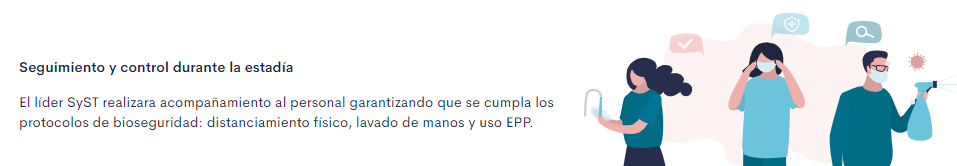 Seguimiento y control durante la estadía
El líder SyST realizara acompañamiento al personal garantizando que se cumpla los
protocolos de bioseguridad: distanciamiento físico, lavado de manos y uso EPP.